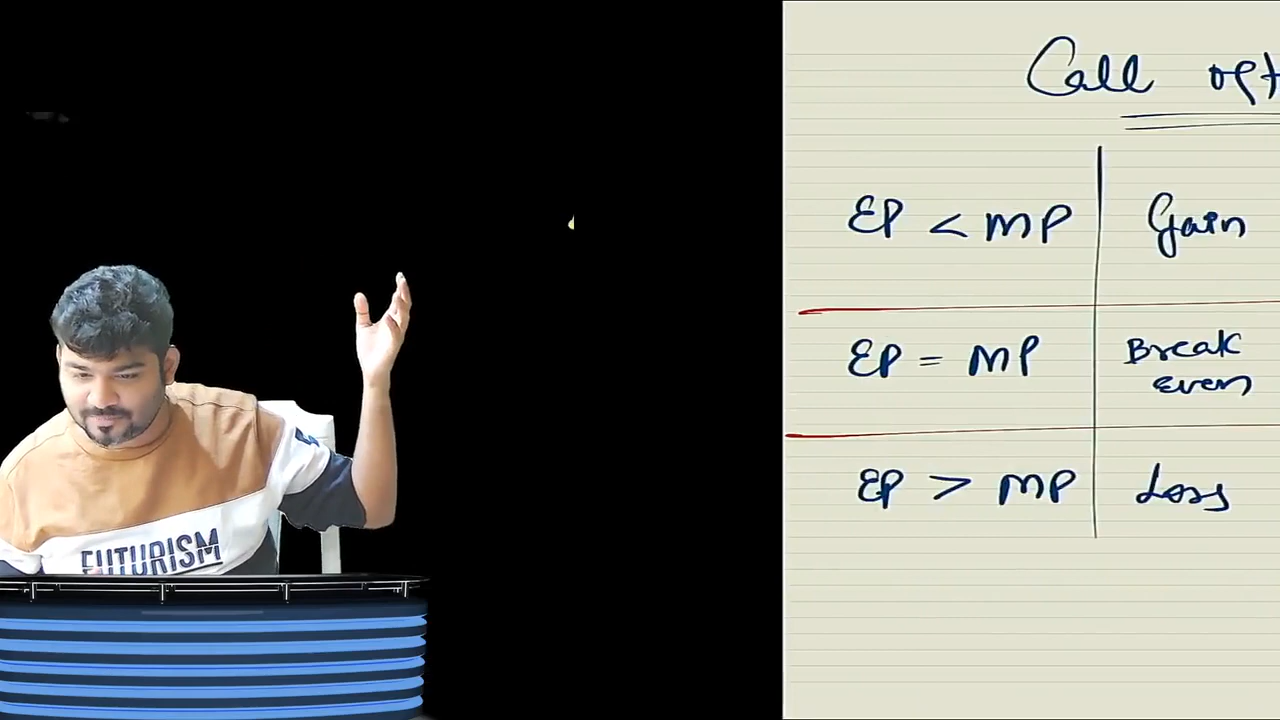 Call opt
EP < MP Gain
EP = MP Break
even
EP > MP Loss
FUTURISM